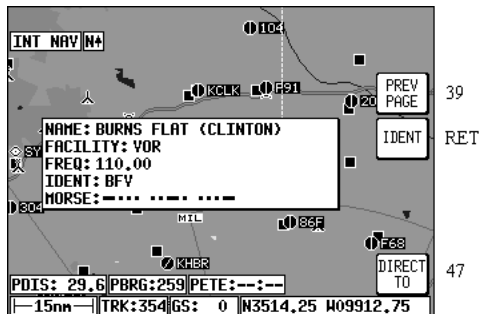 104
INT NAV N↑
KCLK F91
PREV
PAGE
39
20
NAME: BURNS FLAT (CLINTON)
FACILITY: VOR
FREQ: 110.00
IDENT: BFV
MORSE: –··· ··–· ···–
IDENT
RET
SY
304
MIL
86F
F68
KHBR
DIRECT
TO
47
PDIS: 29.6 PBRG:259 PETE:--:--
15nm TRK:354 GS: 0 N3514.25 W09912.75